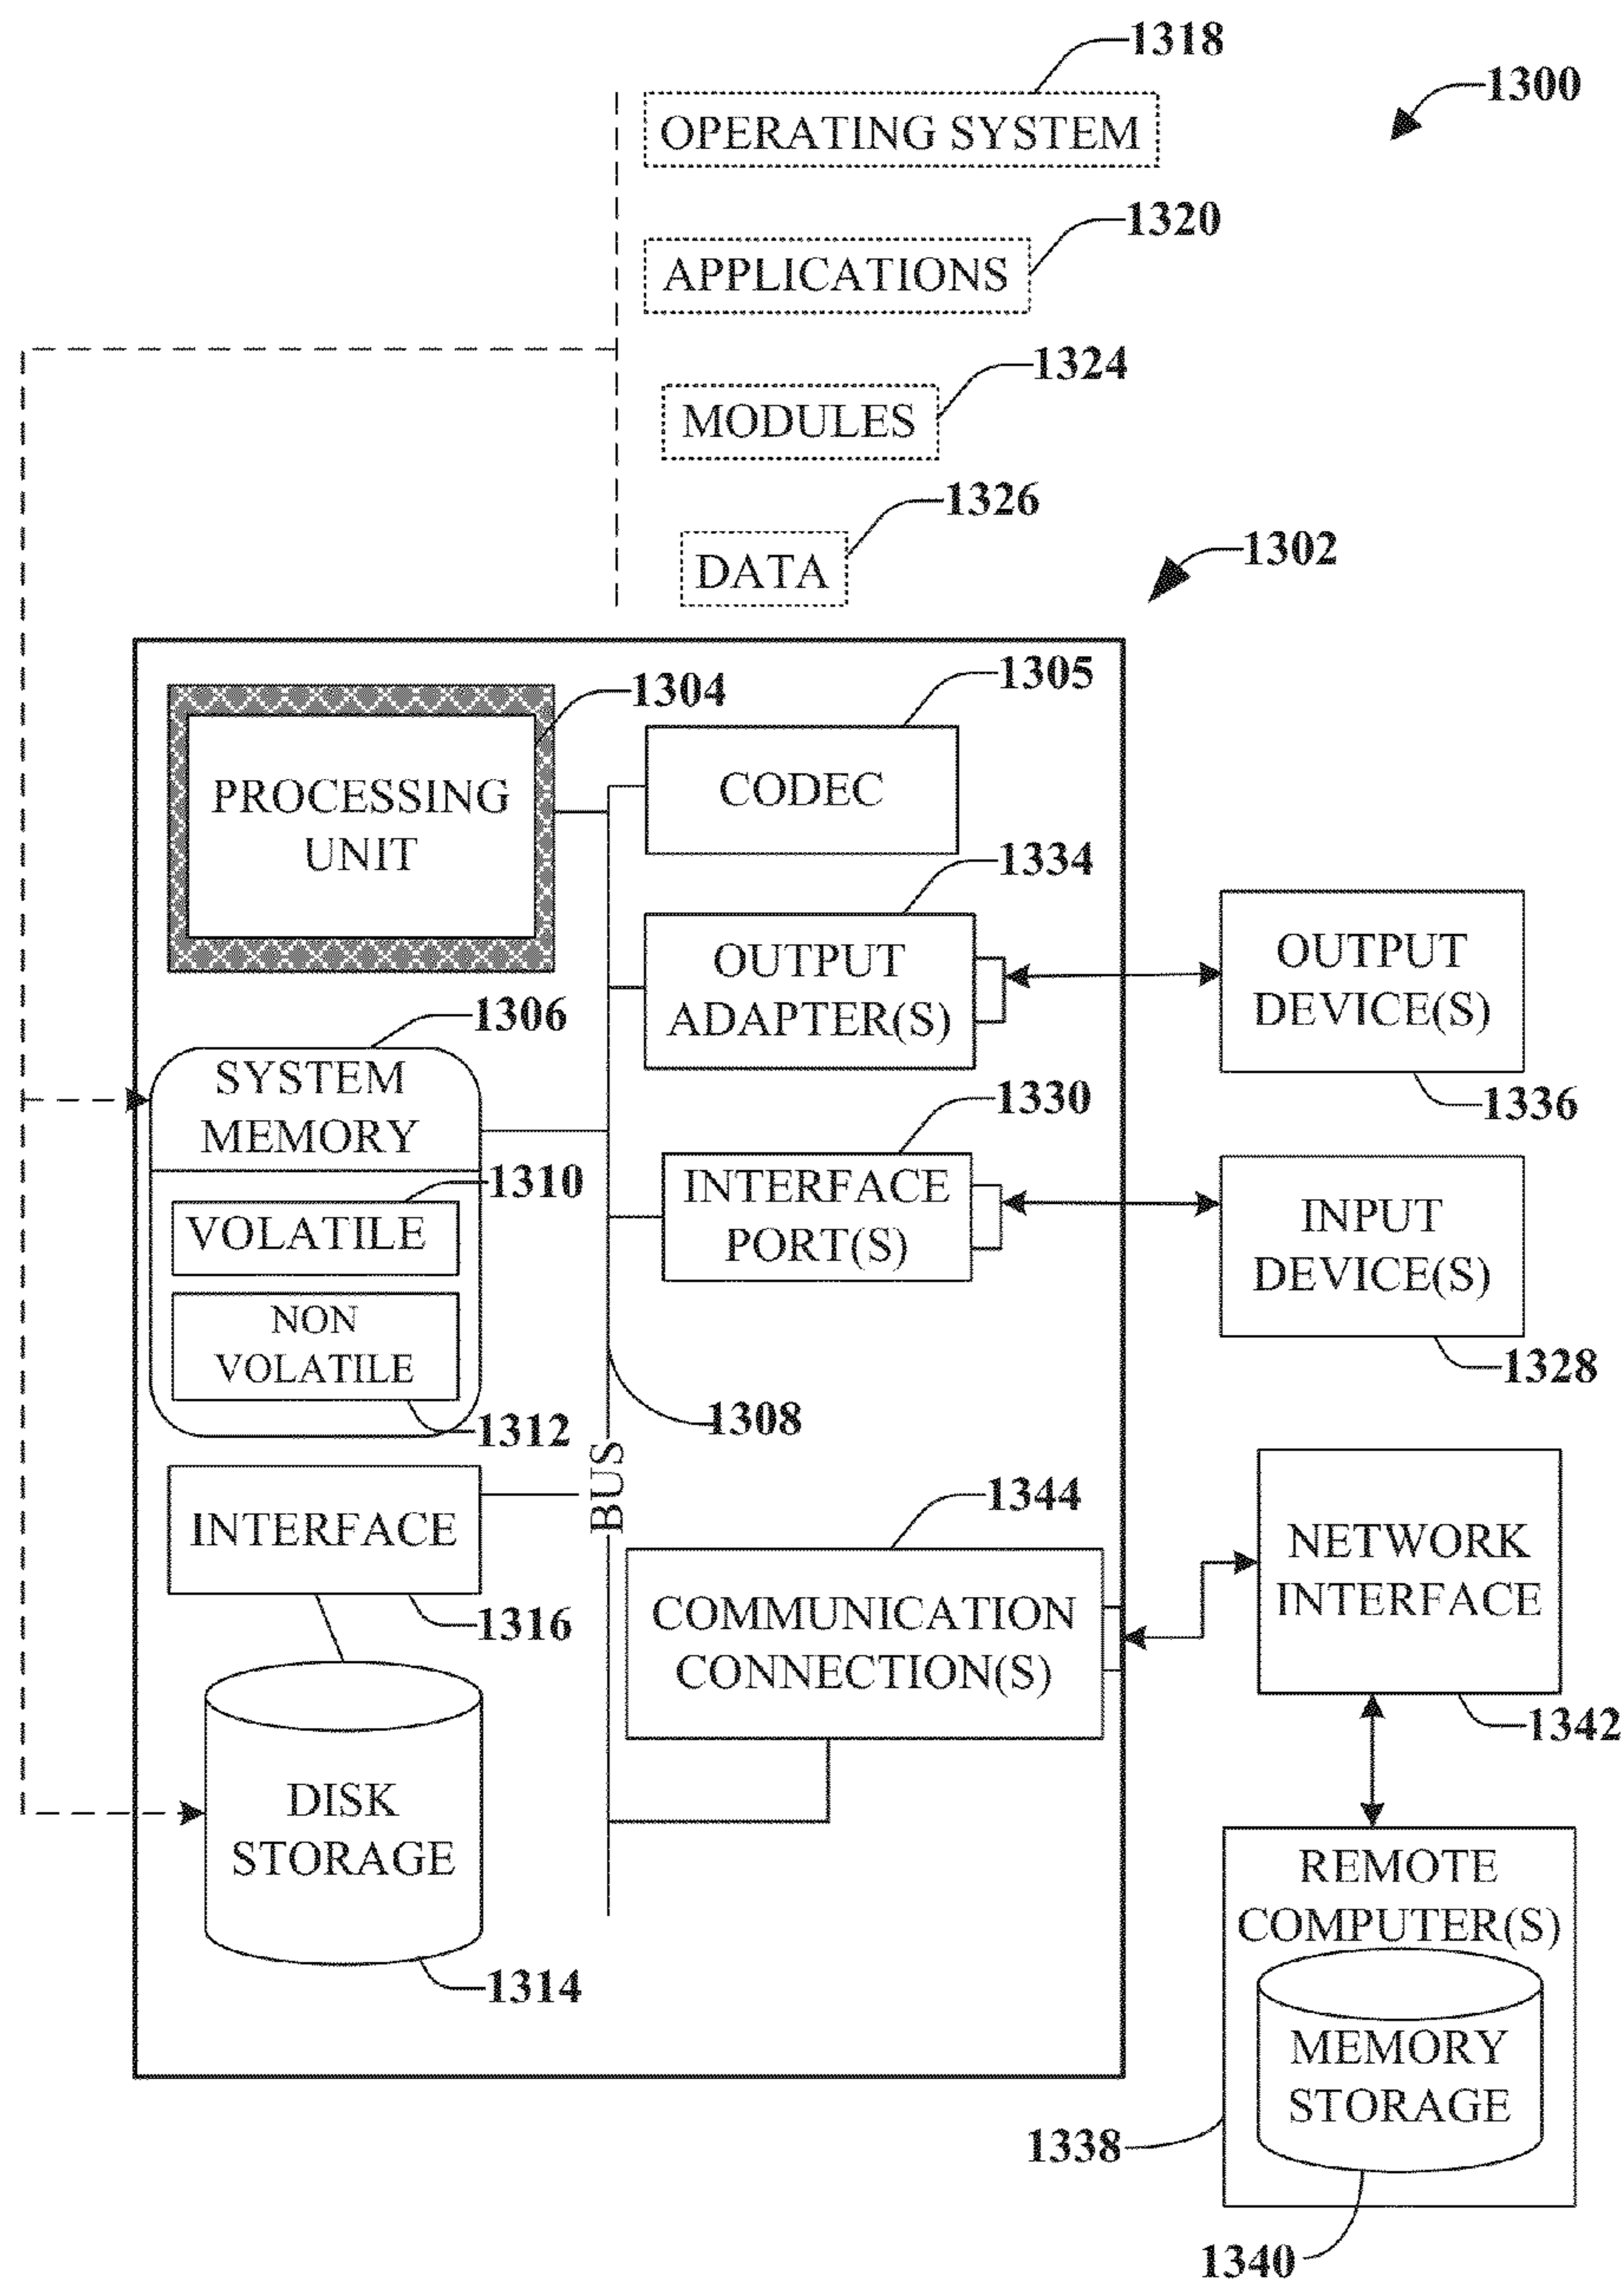 1318
1300
OPERATING SYSTEM
1320
APPLICATIONS
1324
MODULES
1326
DATA
1302
1304
1305
PROCESSING
UNIT
CODEC
1334
OUTPUT
ADAPTER(S)
OUTPUT
DEVICE(S)
1336
1306
SYSTEM
MEMORY
1310
VOLATILE
NON
VOLATILE
1312
1330
INTERFACE
PORT(S)
INPUT
DEVICE(S)
1328
1308
BUS
INTERFACE
1316
1344
COMMUNICATION
CONNECTION(S)
NETWORK
INTERFACE
1342
DISK
STORAGE
1314
REMOTE
COMPUTER(S)
MEMORY
STORAGE
1338
1340